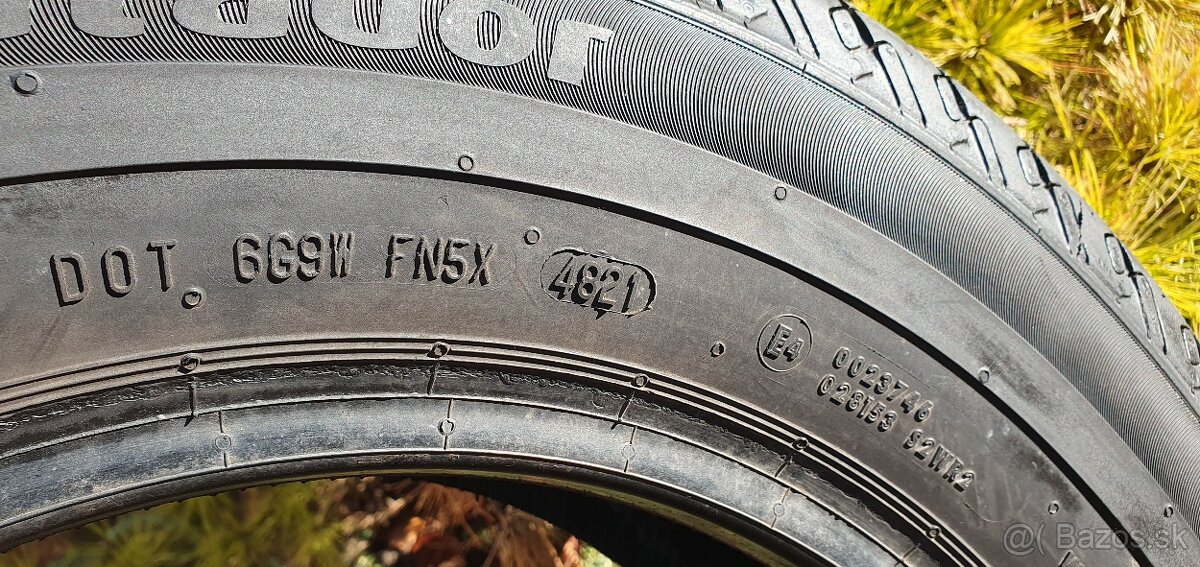 DOT 6G9W FN5X 4821
E4 0023746
028153 S2WR2
@( Bazos.sk